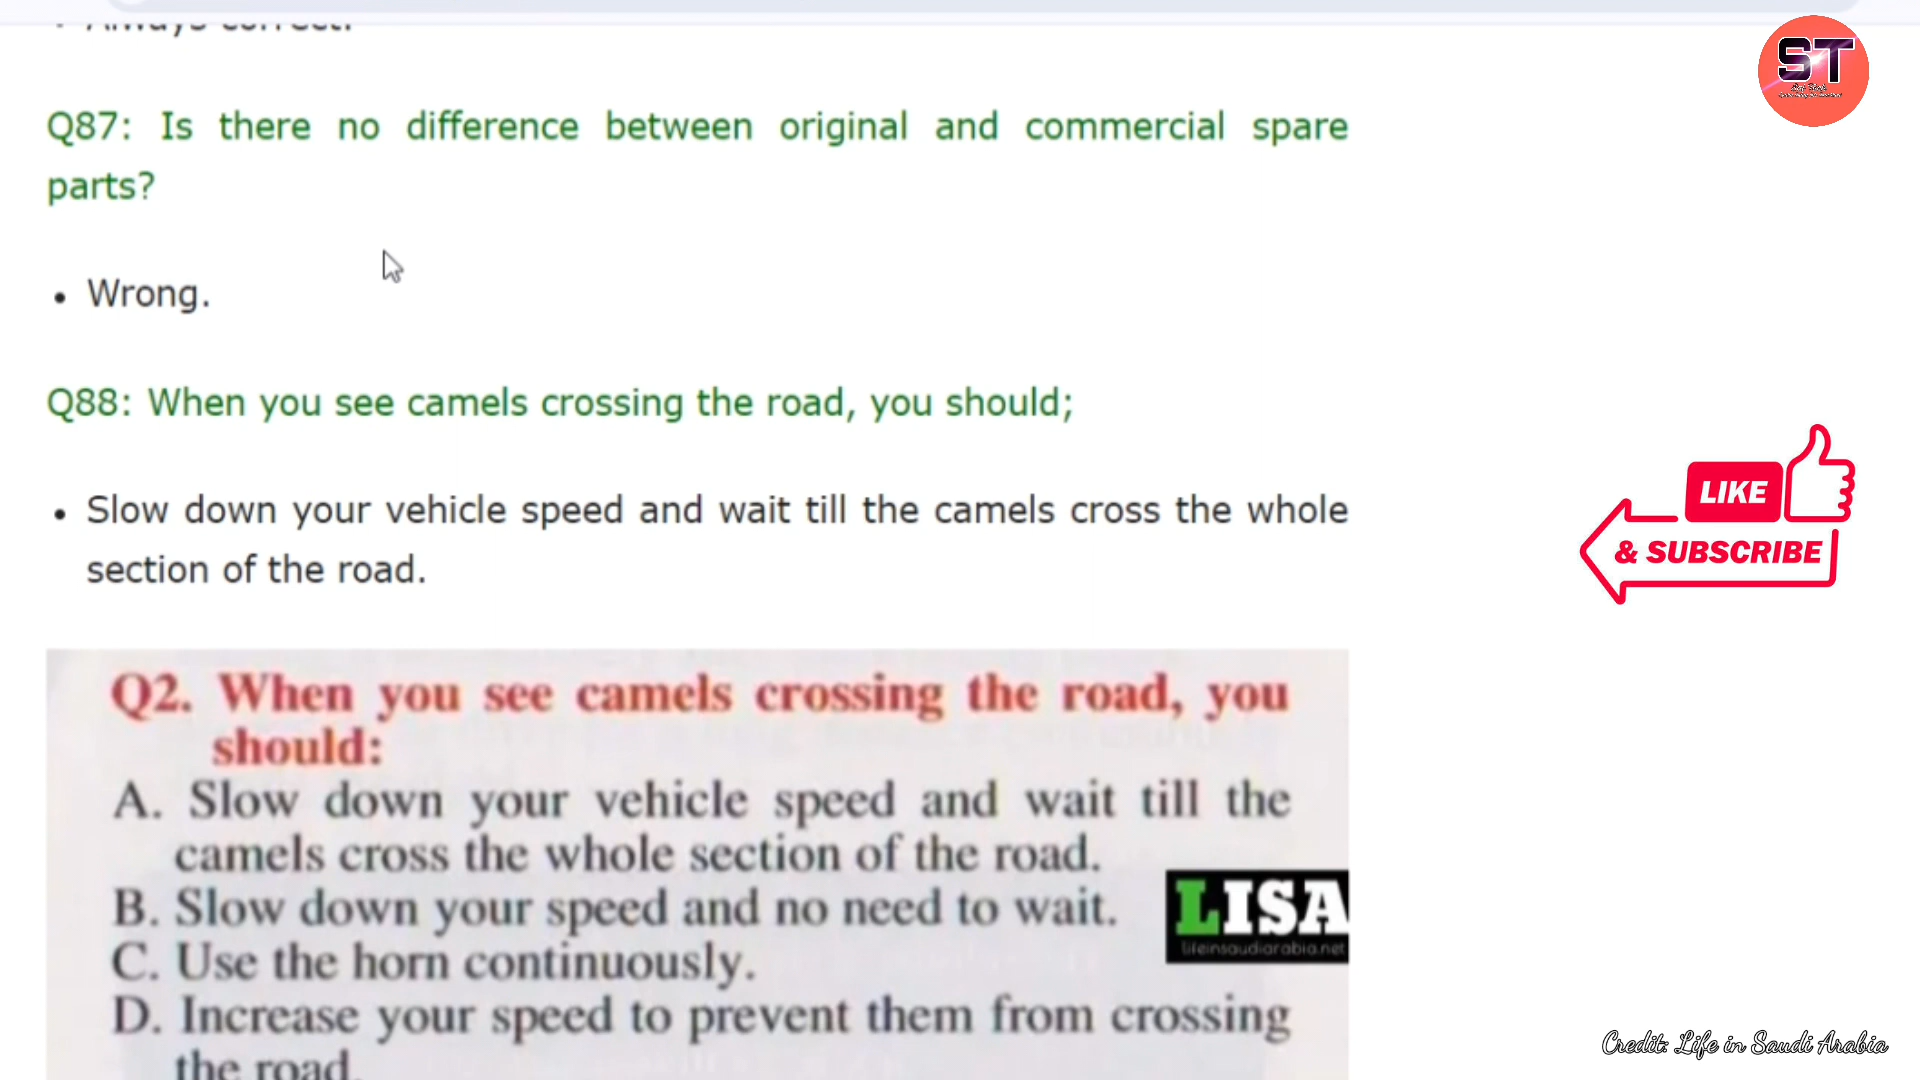 Always correct.
Q87: Is there no difference between original and commercial spare
parts?
• Wrong.
Q88: When you see camels crossing the road, you should;
• Slow down your vehicle speed and wait till the camels cross the whole
section of the road.
LIKE
& SUBSCRIBE
Q2. When you see camels crossing the road, you
should:
A. Slow down your vehicle speed and wait till the
camels cross the whole section of the road.
B. Slow down your speed and no need to wait.
C. Use the horn continuously.
D. Increase your speed to prevent them from crossing
the road.
LISA
lifeinsaudiarabia.net
ST
Credit: Life in Saudi Arabia